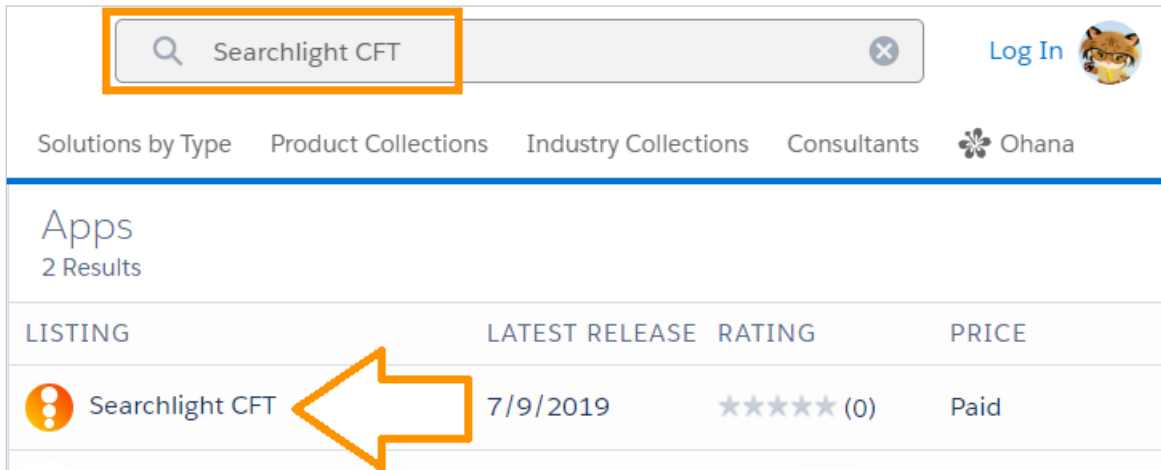 Searchlight CFT
Log In
Solutions by Type Product Collections Industry Collections Consultants Ohana
Apps
2 Results
LISTING LATEST RELEASE RATING PRICE
Searchlight CFT 7/9/2019 (0) Paid